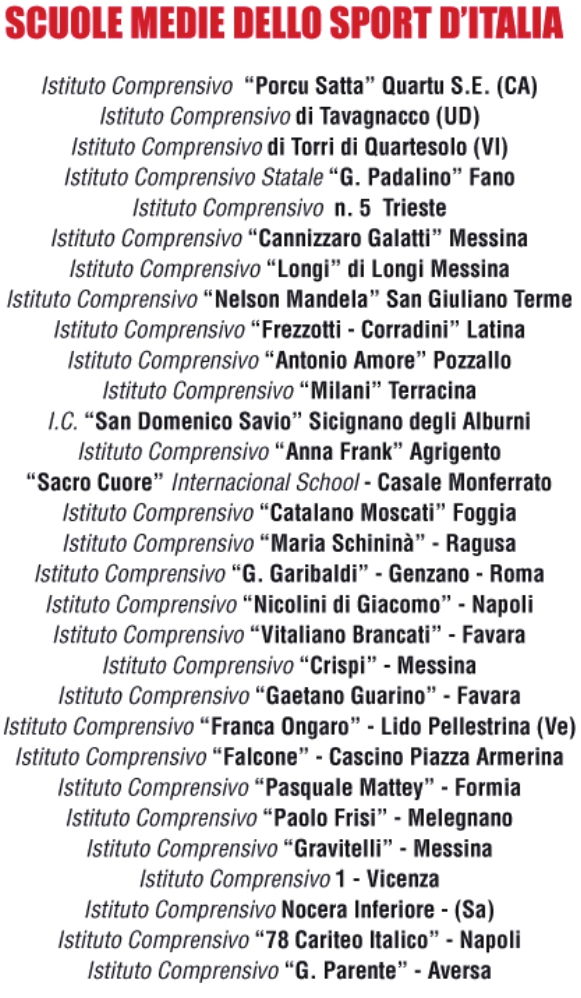 SCUOLE MEDIE DELLO SPORT D'ITALIA
Istituto Comprensivo “Porcu Satta” Quartu S.E. (CA)
Istituto Comprensivo di Tavagnacco (UD)
Istituto Comprensivo di Torri di Quartesolo (VI)
Istituto Comprensivo Statale “G. Padalino” Fano
Istituto Comprensivo n. 5 Trieste
Istituto Comprensivo “Cannizzaro Galatti” Messina
Istituto Comprensivo “Longi” di Longi Messina
Istituto Comprensivo “Nelson Mandela” San Giuliano Terme
Istituto Comprensivo “Frezzotti - Corradini” Latina
Istituto Comprensivo “Antonio Amore” Pozzallo
Istituto Comprensivo “Milani” Terracina
I.C. “San Domenico Savio” Sicignano degli Alburni
Istituto Comprensivo “Anna Frank” Agrigento
“Sacro Cuore” Internacional School - Casale Monferrato
Istituto Comprensivo “Catalano Moscati” Foggia
Istituto Comprensivo “Maria Schininà” - Ragusa
Istituto Comprensivo “G. Garibaldi” - Genzano - Roma
Istituto Comprensivo “Nicolini di Giacomo” - Napoli
Istituto Comprensivo “Vitaliano Brancati” - Favara
Istituto Comprensivo “Crispi” - Messina
Istituto Comprensivo “Gaetano Guarino” - Favara
Istituto Comprensivo “Franca Ongaro” - Lido Pellestrina (Ve)
Istituto Comprensivo “Falcone” - Cascino Piazza Armerina
Istituto Comprensivo “Pasquale Mattey” - Formia
Istituto Comprensivo “Paolo Frisi” - Melegnano
Istituto Comprensivo “Gravitelli” - Messina
Istituto Comprensivo 1 - Vicenza
Istituto Comprensivo Nocera Inferiore - (Sa)
Istituto Comprensivo “78 Cariteo Italico” - Napoli
Istituto Comprensivo “G. Parente” - Aversa